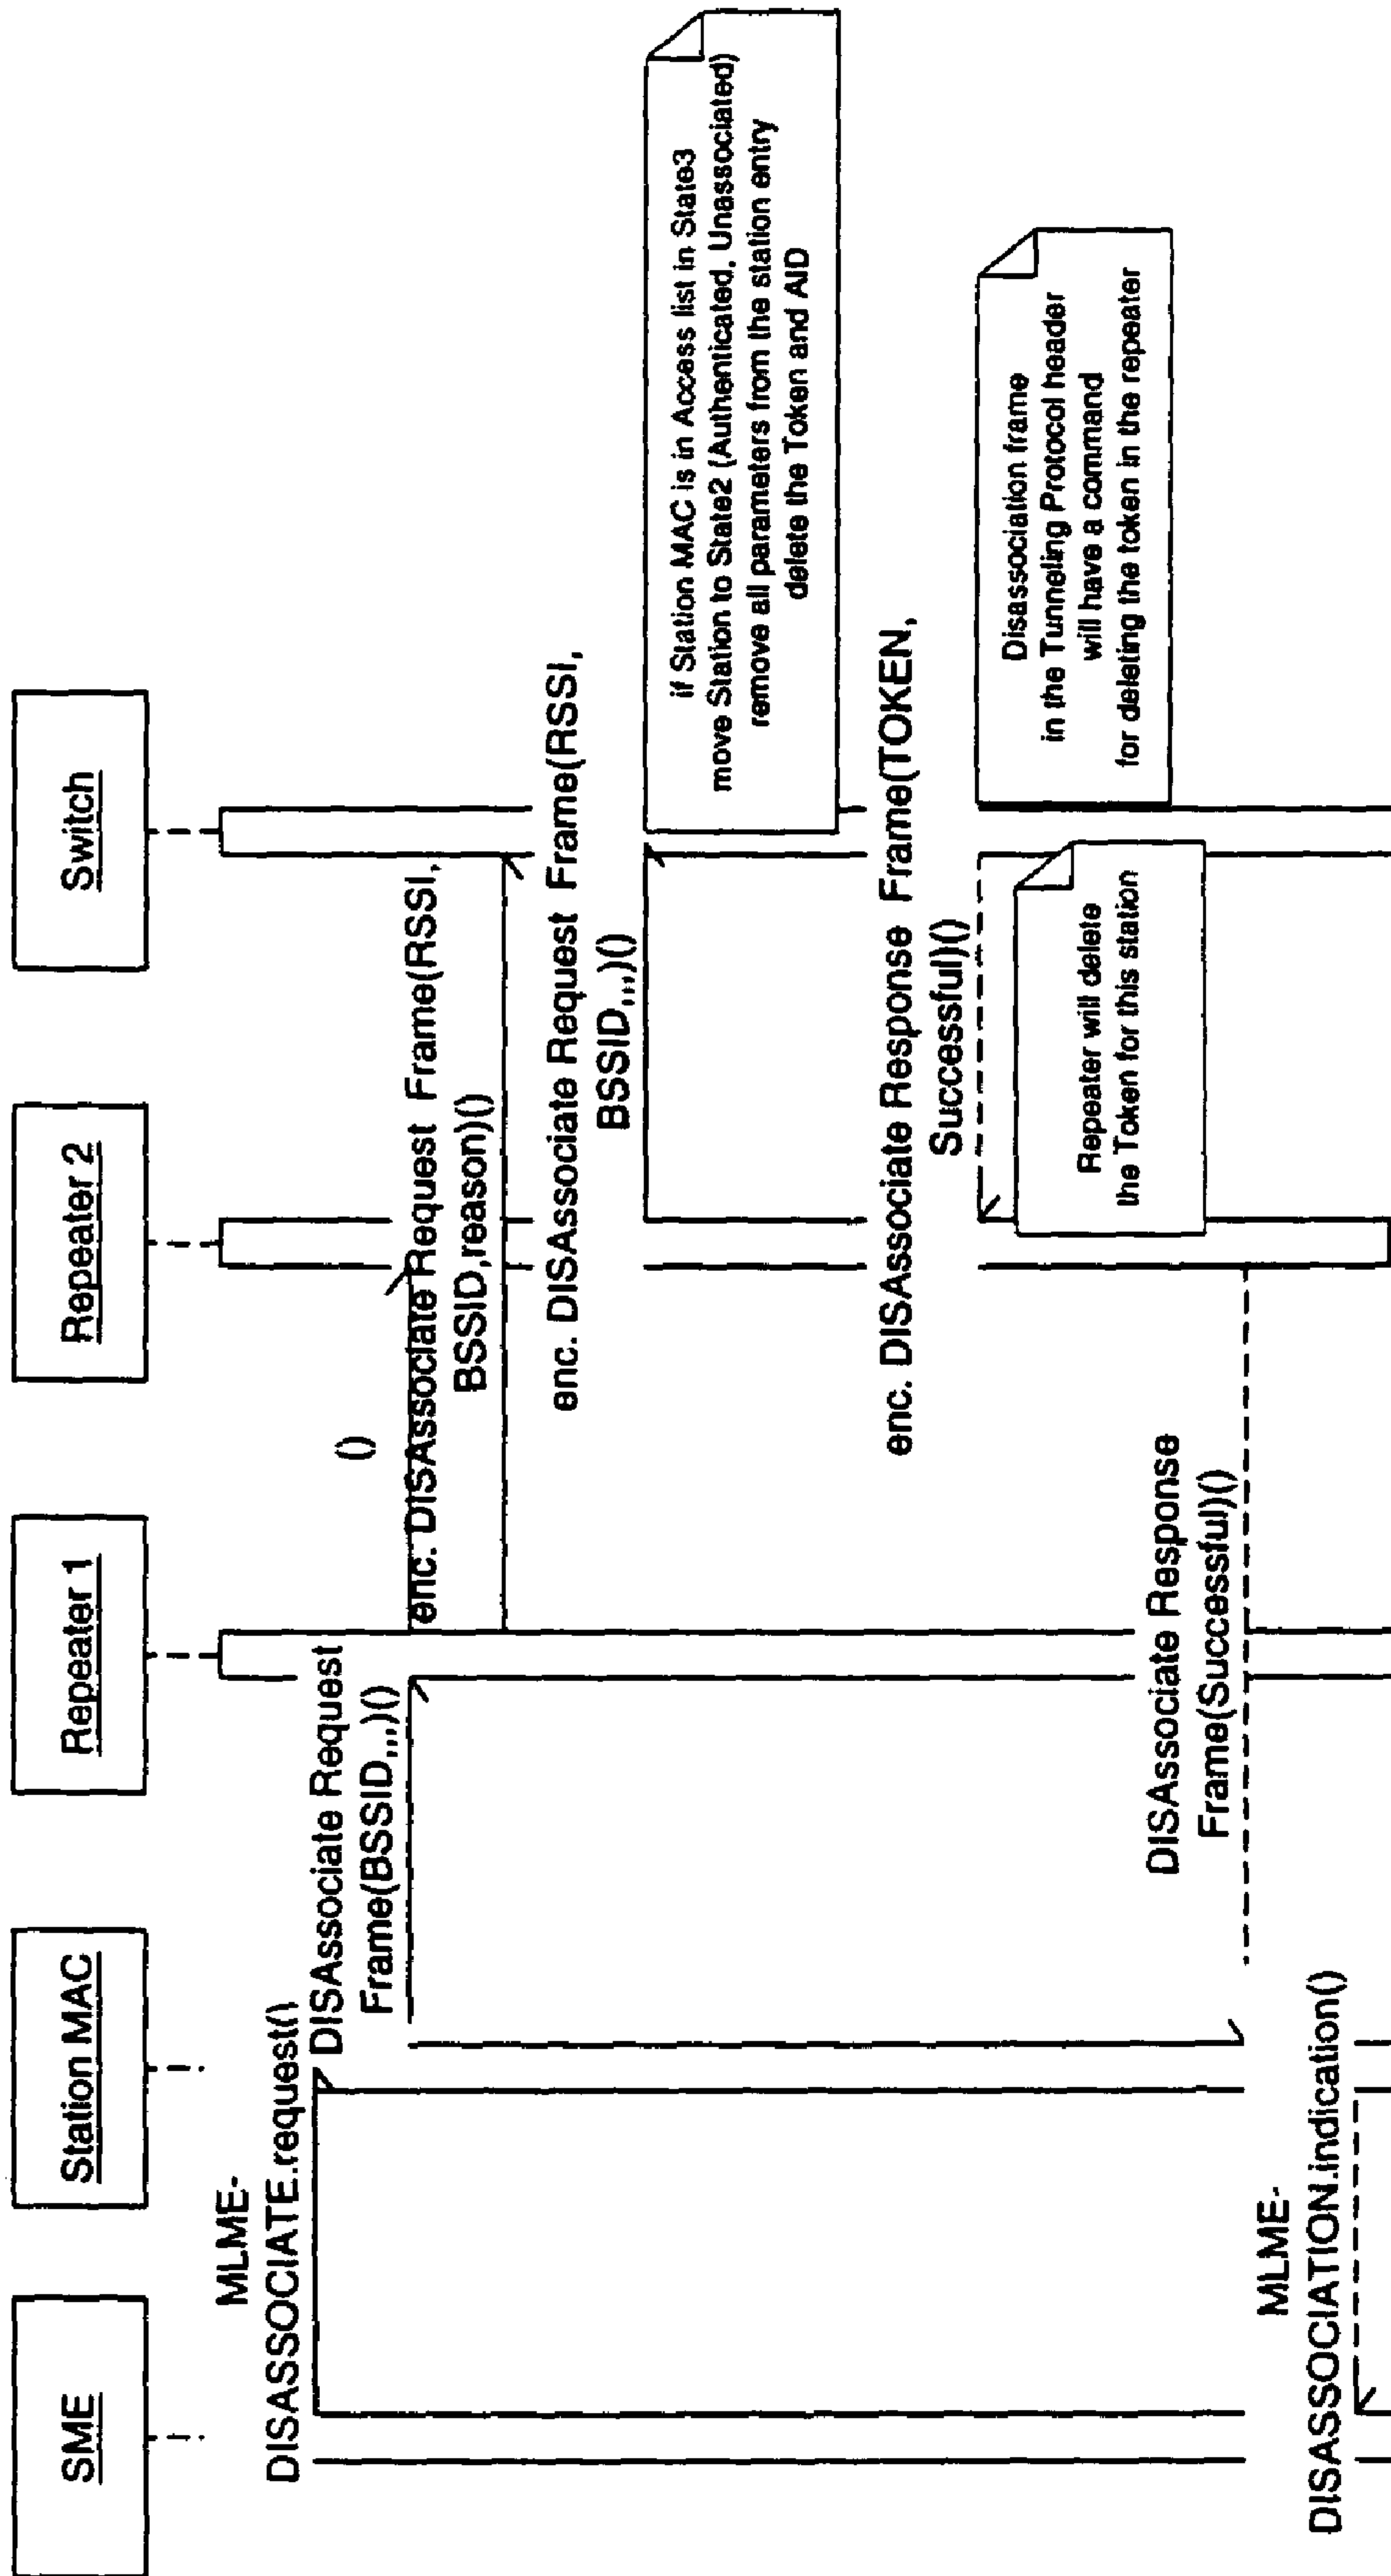 SME
Station MAC
Repeater 1
Repeater 2
Switch
MLME-
DISASSOCIATE.request()
DISAssociate Request
Frame(BSSID,,,)()
()
enc. DISAssociate Request Frame(RSSI,
BSSID,reason)()
enc. DISAssociate Request Frame(RSSI,
BSSID,,,)()
if Station MAC is in Access list in State3
move Station to State2 (Authenticated, Unassociated)
remove all parameters from the station entry
delete the Token and AID
enc. DISAssociate Response Frame(TOKEN,
Successful)()
Disassociation frame
in the Tunneling Protocol header
will have a command
for deleting the token in the repeater
Repeater will delete
the Token for this station
DISAssociate Response
Frame(Successful)()
MLME-
DISASSOCIATION.indication()